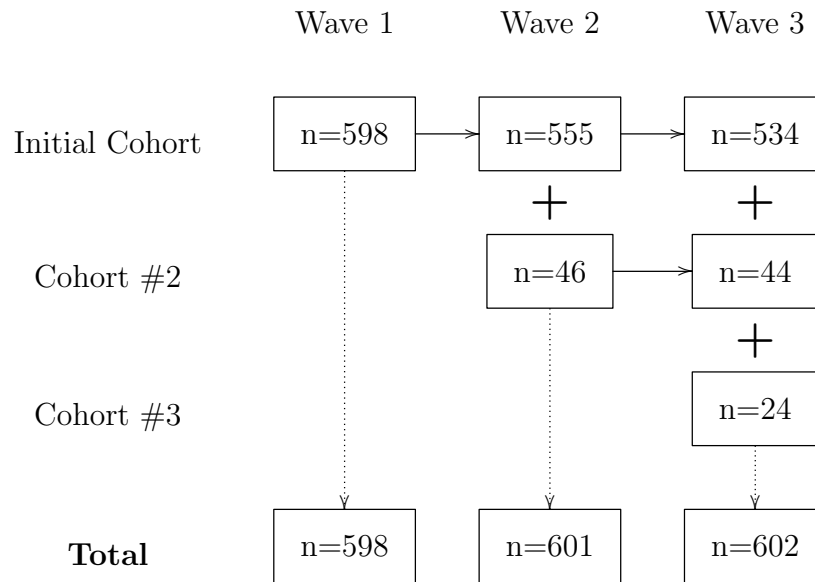 Wave 1 Wave 2 Wave 3
Initial Cohort n=598 n=555 n=534
+ +
Cohort #2 n=46 n=44
+
Cohort #3 n=24
Total n=598 n=601 n=602